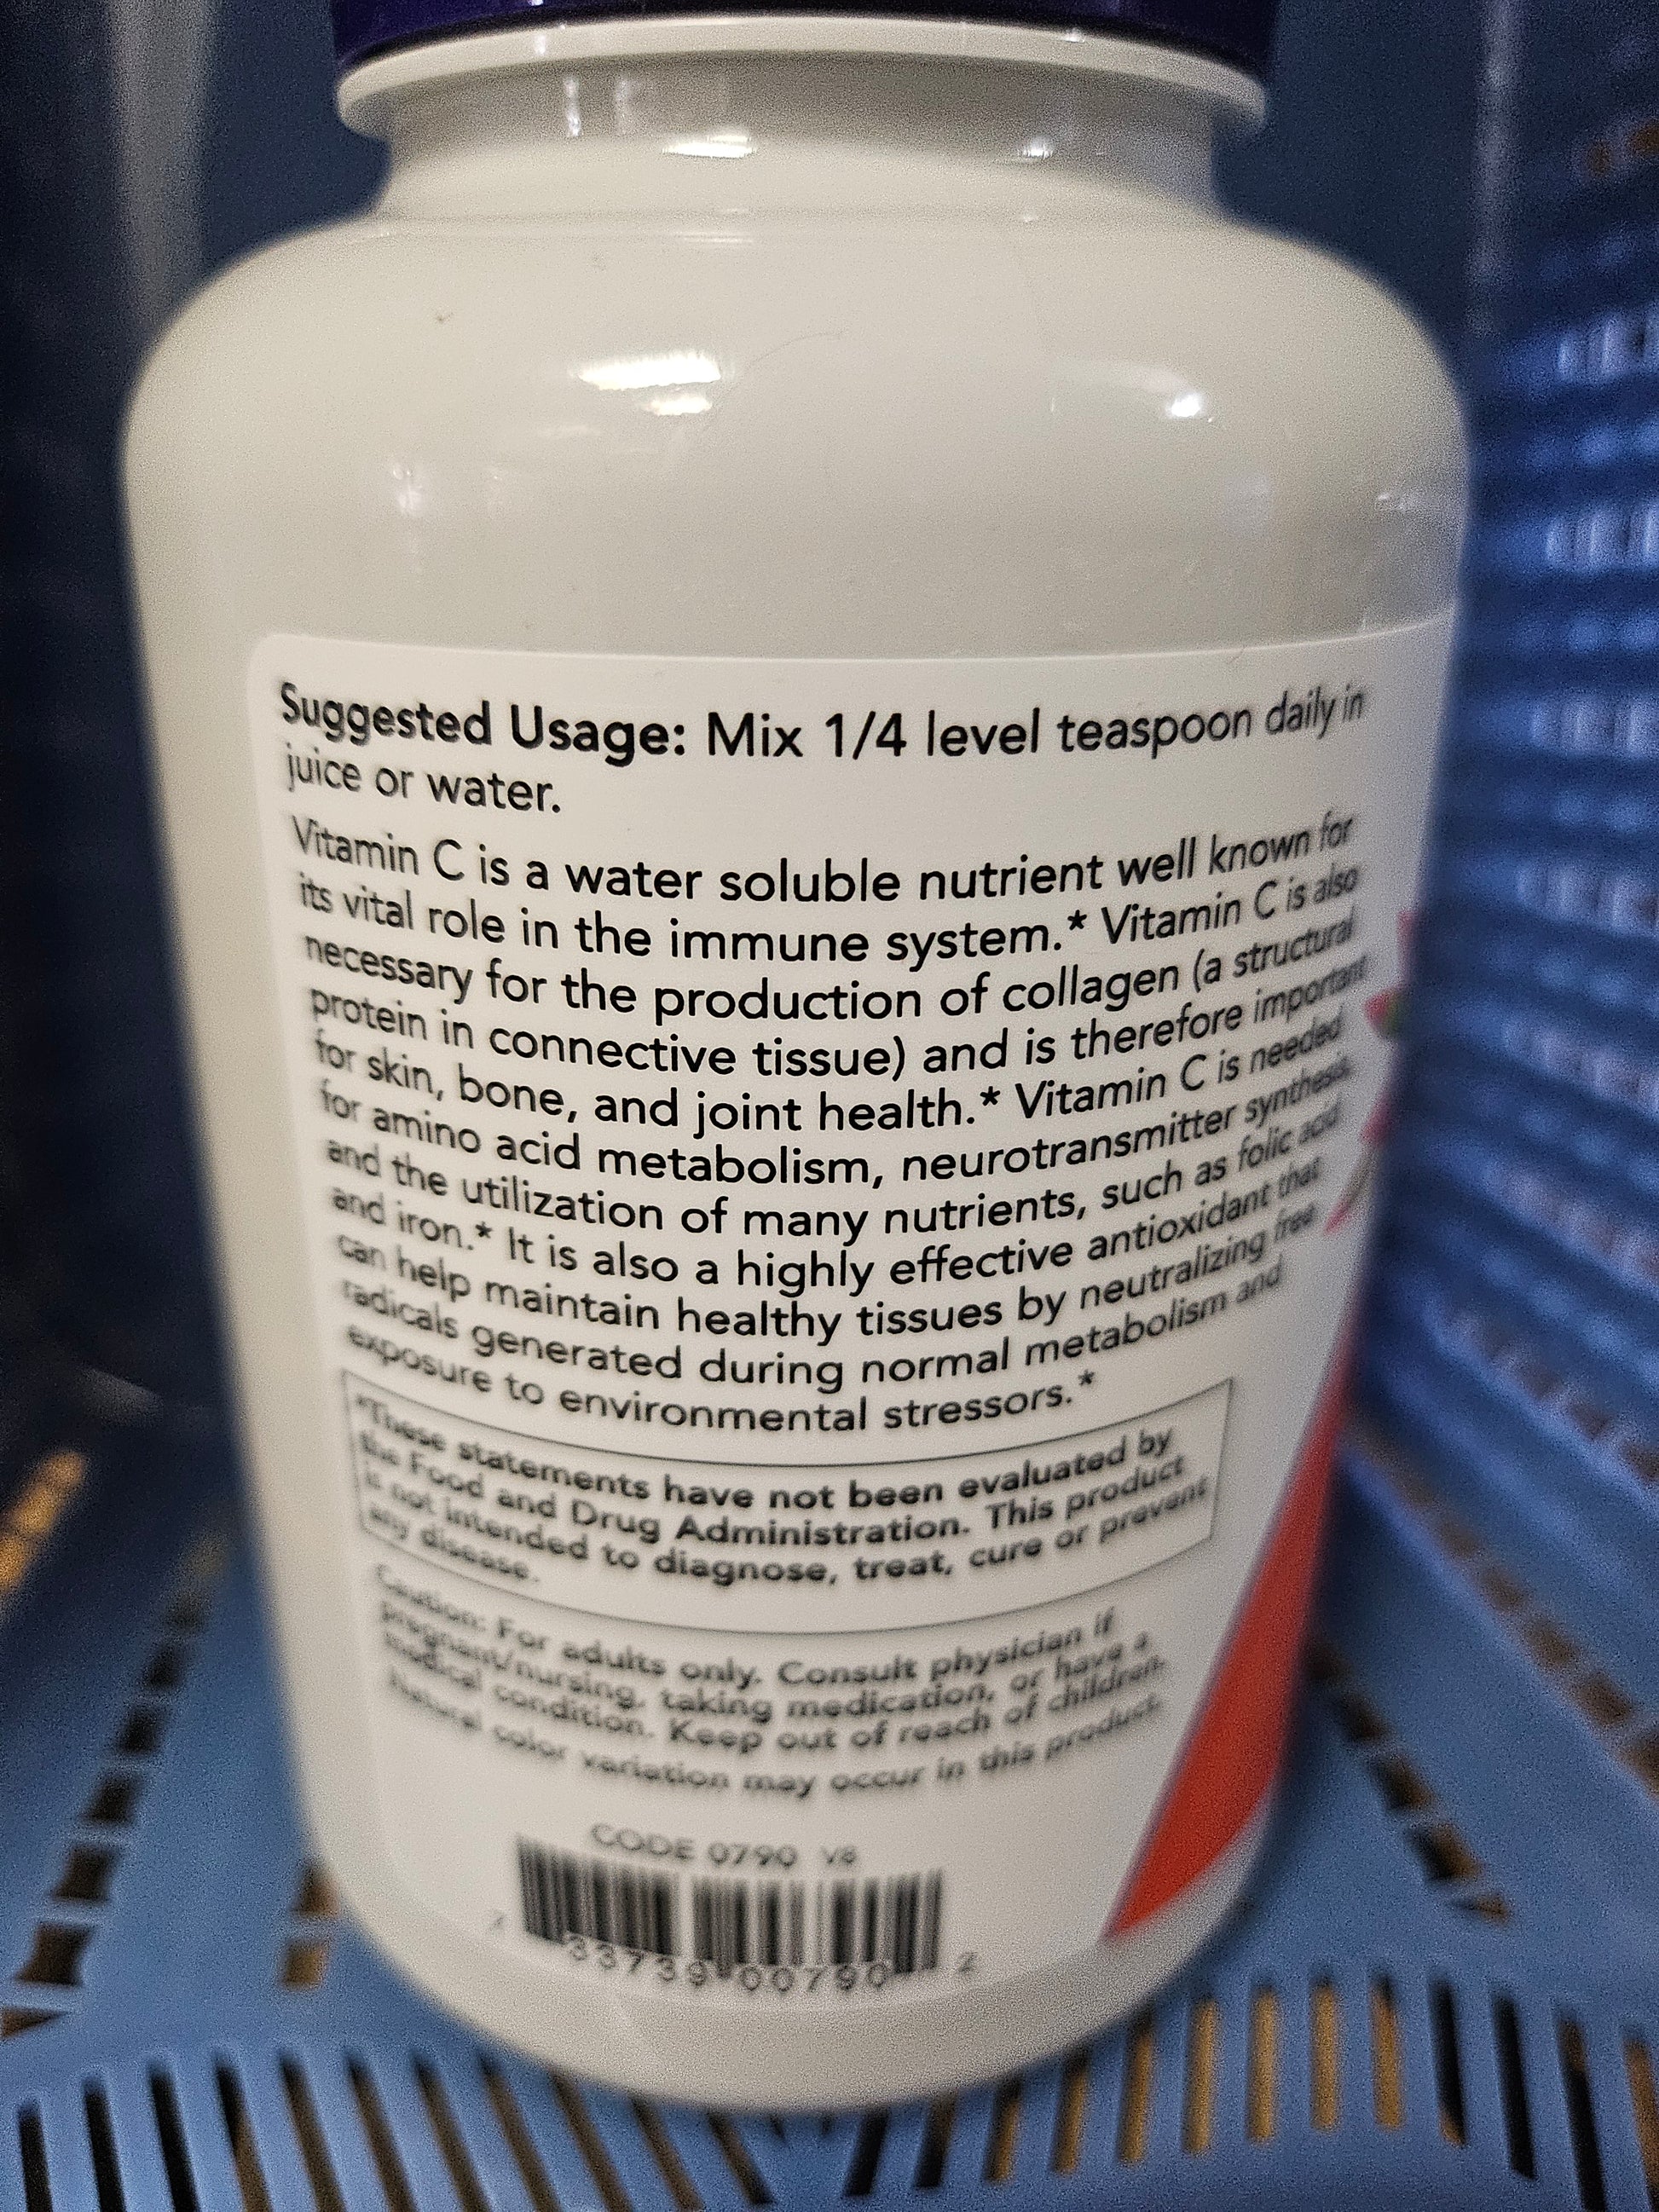 Suggested Usage: Mix 1/4 level teaspoon daily in
juice or water.
Vitamin C is a water soluble nutrient well known for
its vital role in the immune system.* Vitamin C is also
necessary for the production of collagen (a structural
protein in connective tissue) and is therefore important
for skin, bone, and joint health.* Vitamin C is needed
for amino acid metabolism, neurotransmitter synthesis,
and the utilization of many nutrients, such as folic acid
and iron.* It is also a highly effective antioxidant that
can help maintain healthy tissues by neutralizing free
radicals generated during normal metabolism and
exposure to environmental stressors.*
*These statements have not been evaluated by
the Food and Drug Administration. This product
is not intended to diagnose, treat, cure or prevent
any disease.
Caution: For adults only. Consult physician if
pregnant/nursing, taking medication, or have a
medical condition. Keep out of reach of children.
Natural color variation may occur in this product.
CODE 0790 V8
7 33739 00790 2